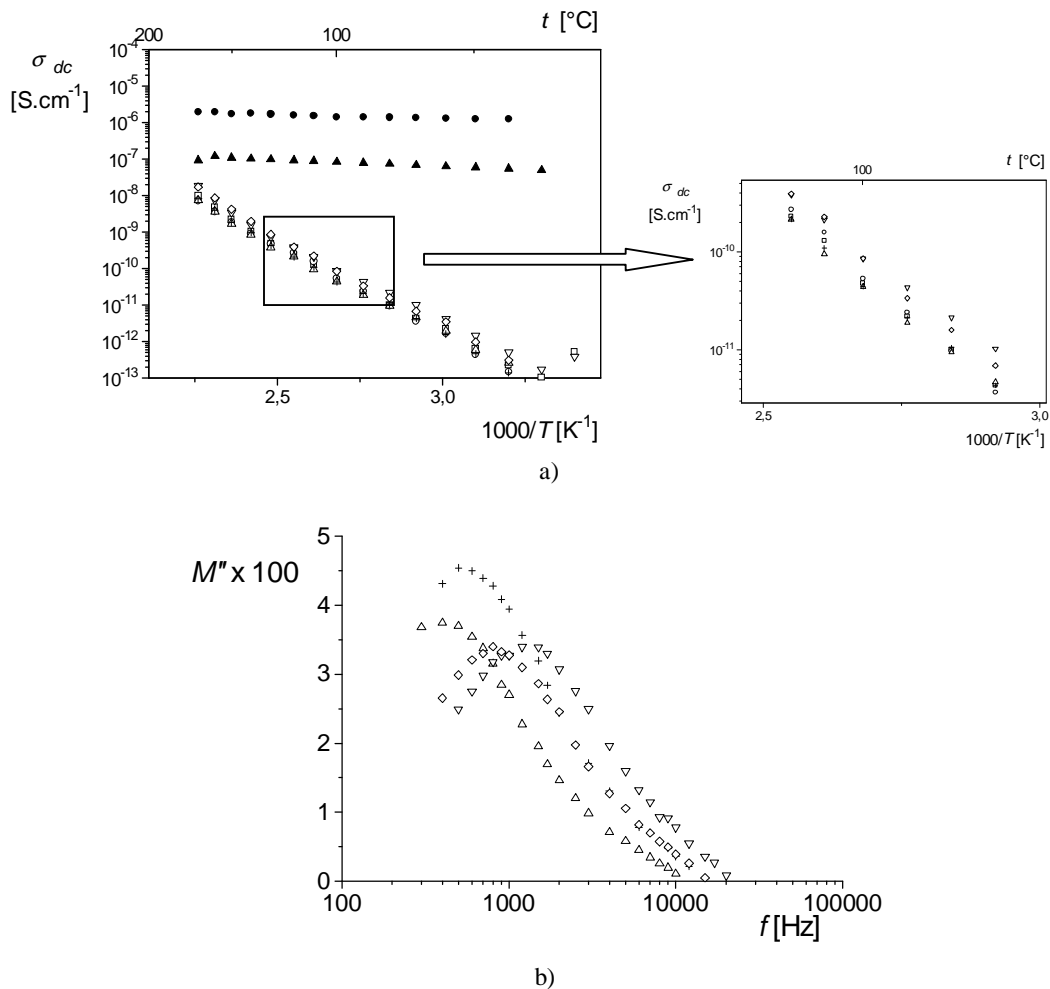 t [°C]
200 100
σ dc
[S.cm⁻¹]
10⁻⁴
10⁻⁵
10⁻⁶
10⁻⁷
10⁻⁸
10⁻⁹
10⁻¹⁰
10⁻¹¹
10⁻¹²
10⁻¹³
2,5 3,0
1000/T [K⁻¹]
t [°C]
100
σ dc
[S.cm⁻¹]
10⁻¹⁰
10⁻¹¹
2,5 3,0
1000/T [K⁻¹]
a)
M" x 100
5
4
3
2
1
0
100 1000 10000 100000
f [Hz]
b)